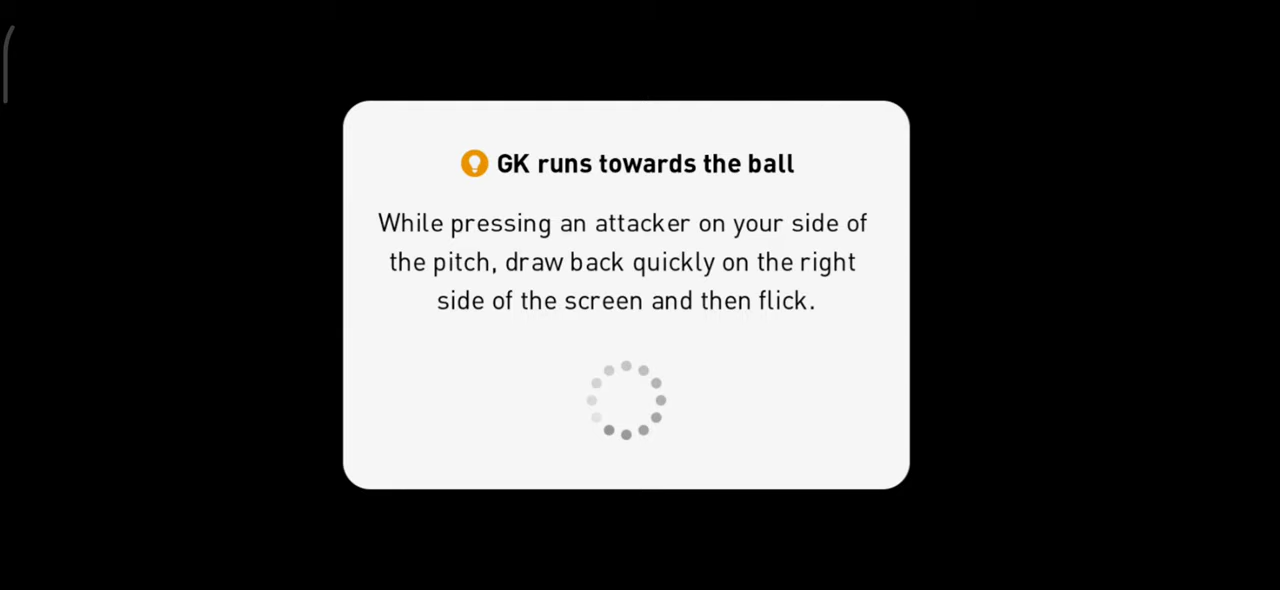 GK runs towards the ball
While pressing an attacker on your side of
the pitch, draw back quickly on the right
side of the screen and then flick.